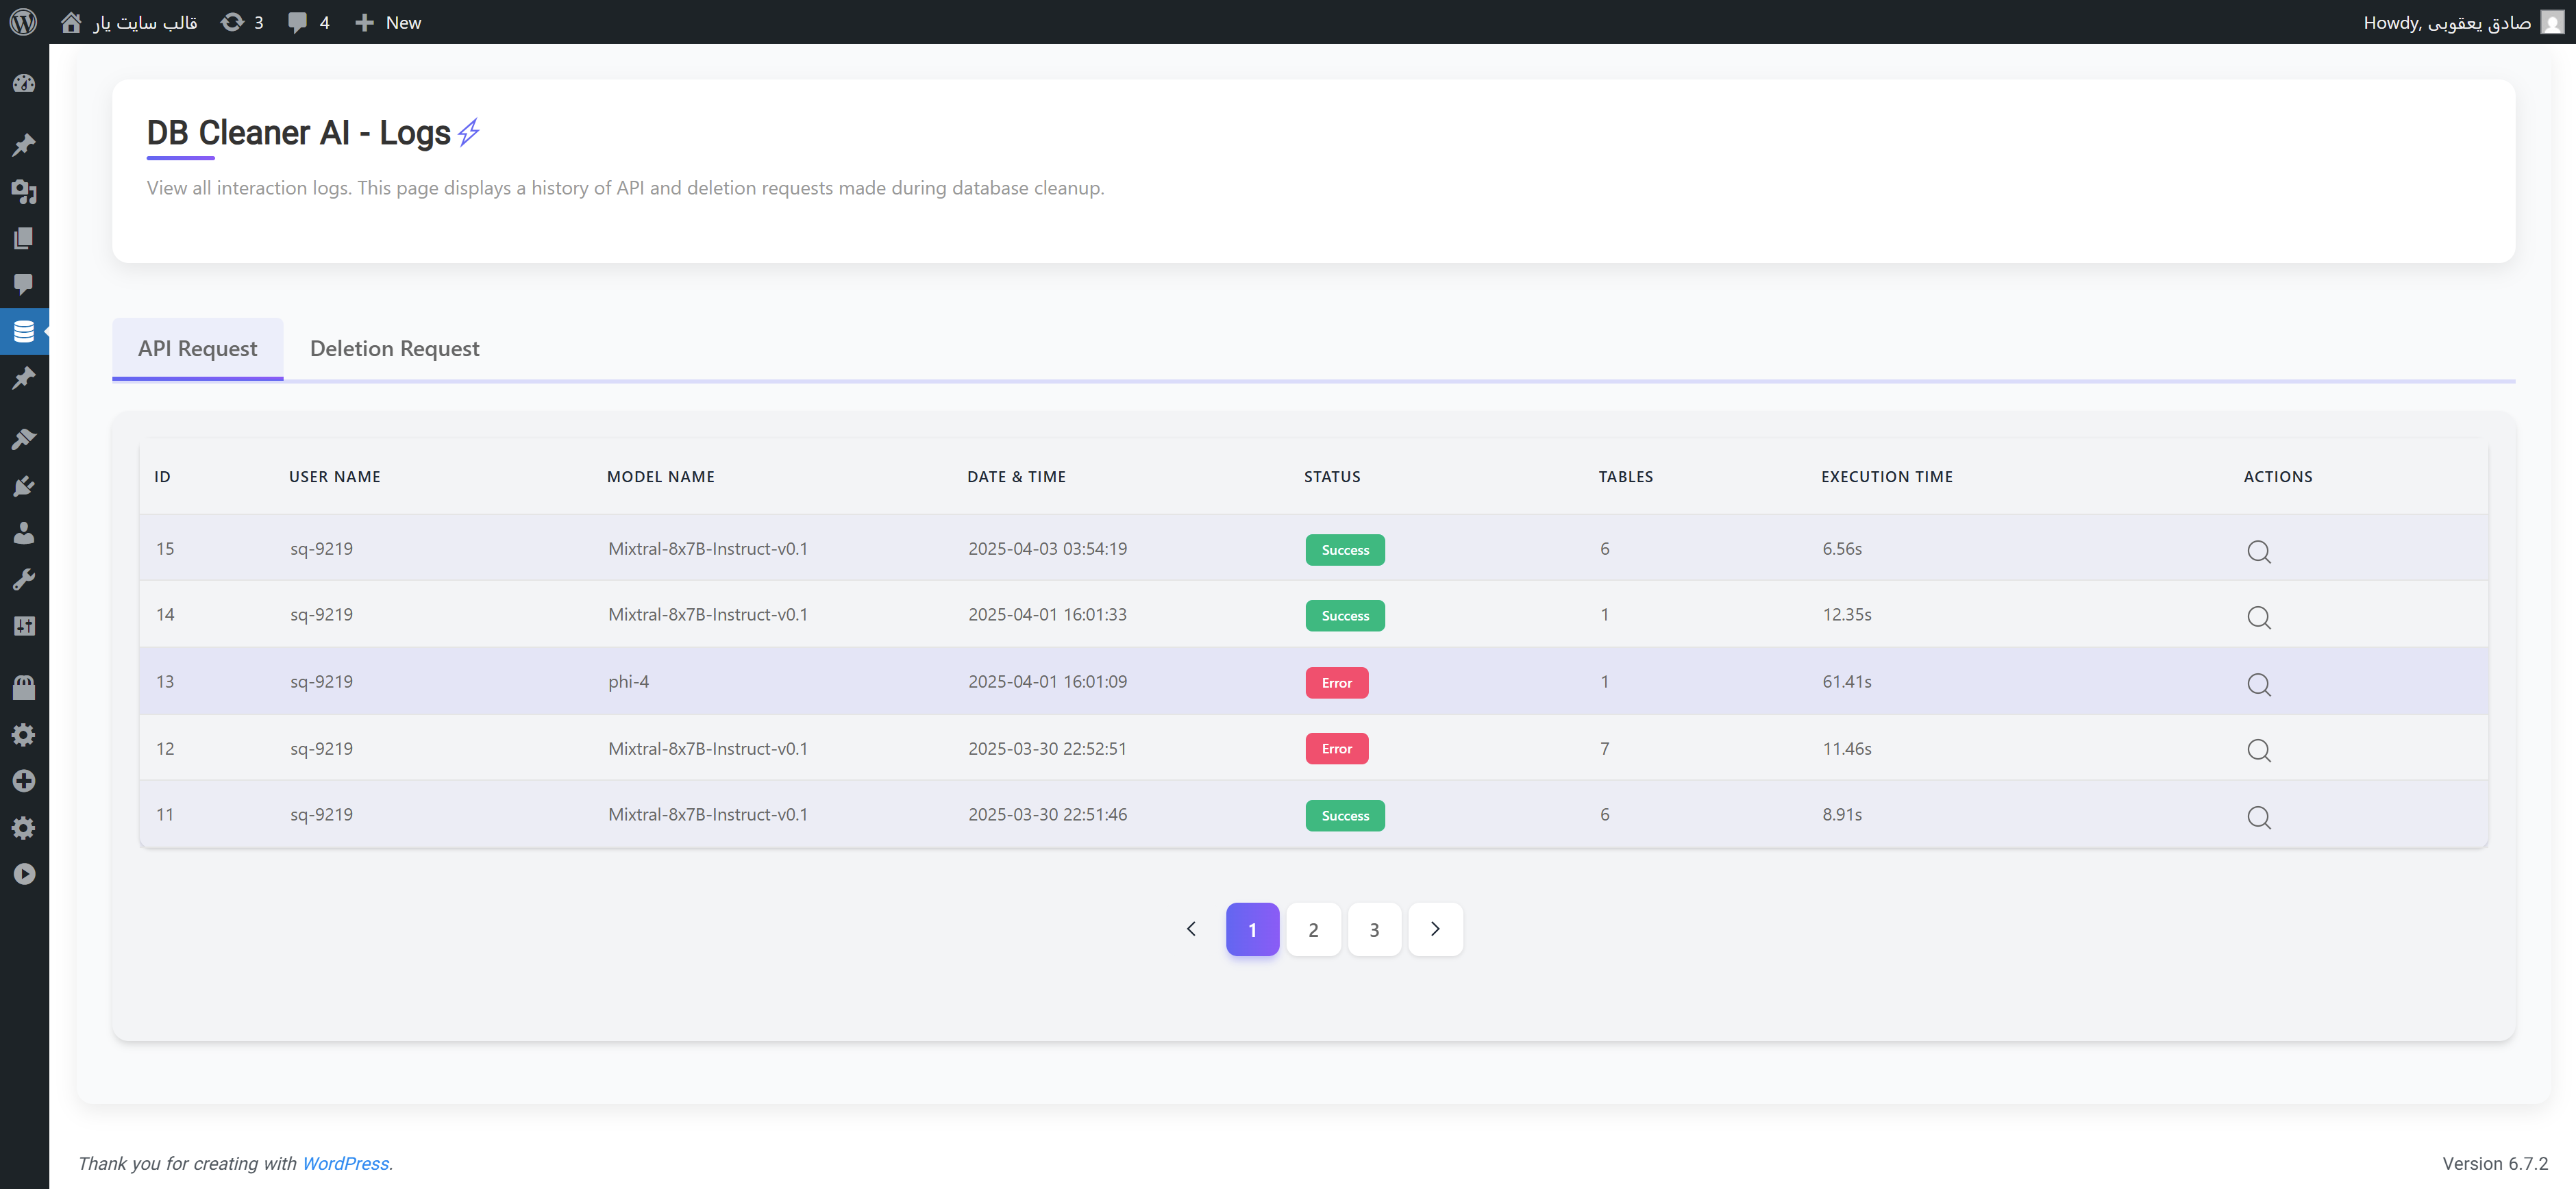 قالب سایت یار 3 4 New Howdy, صادق یعقوبی
DB Cleaner AI - Logs
View all interaction logs. This page displays a history of API and deletion requests made during database cleanup.
API Request Deletion Request
ID USER NAME MODEL NAME DATE & TIME STATUS TABLES EXECUTION TIME ACTIONS
15 sq-9219 Mixtral-8x7B-Instruct-v0.1 2025-04-03 03:54:19 Success 6 6.56s
14 sq-9219 Mixtral-8x7B-Instruct-v0.1 2025-04-01 16:01:33 Success 1 12.35s
13 sq-9219 phi-4 2025-04-01 16:01:09 Error 1 61.41s
12 sq-9219 Mixtral-8x7B-Instruct-v0.1 2025-03-30 22:52:51 Error 7 11.46s
11 sq-9219 Mixtral-8x7B-Instruct-v0.1 2025-03-30 22:51:46 Success 6 8.91s
1 2 3
Thank you for creating with WordPress. Version 6.7.2